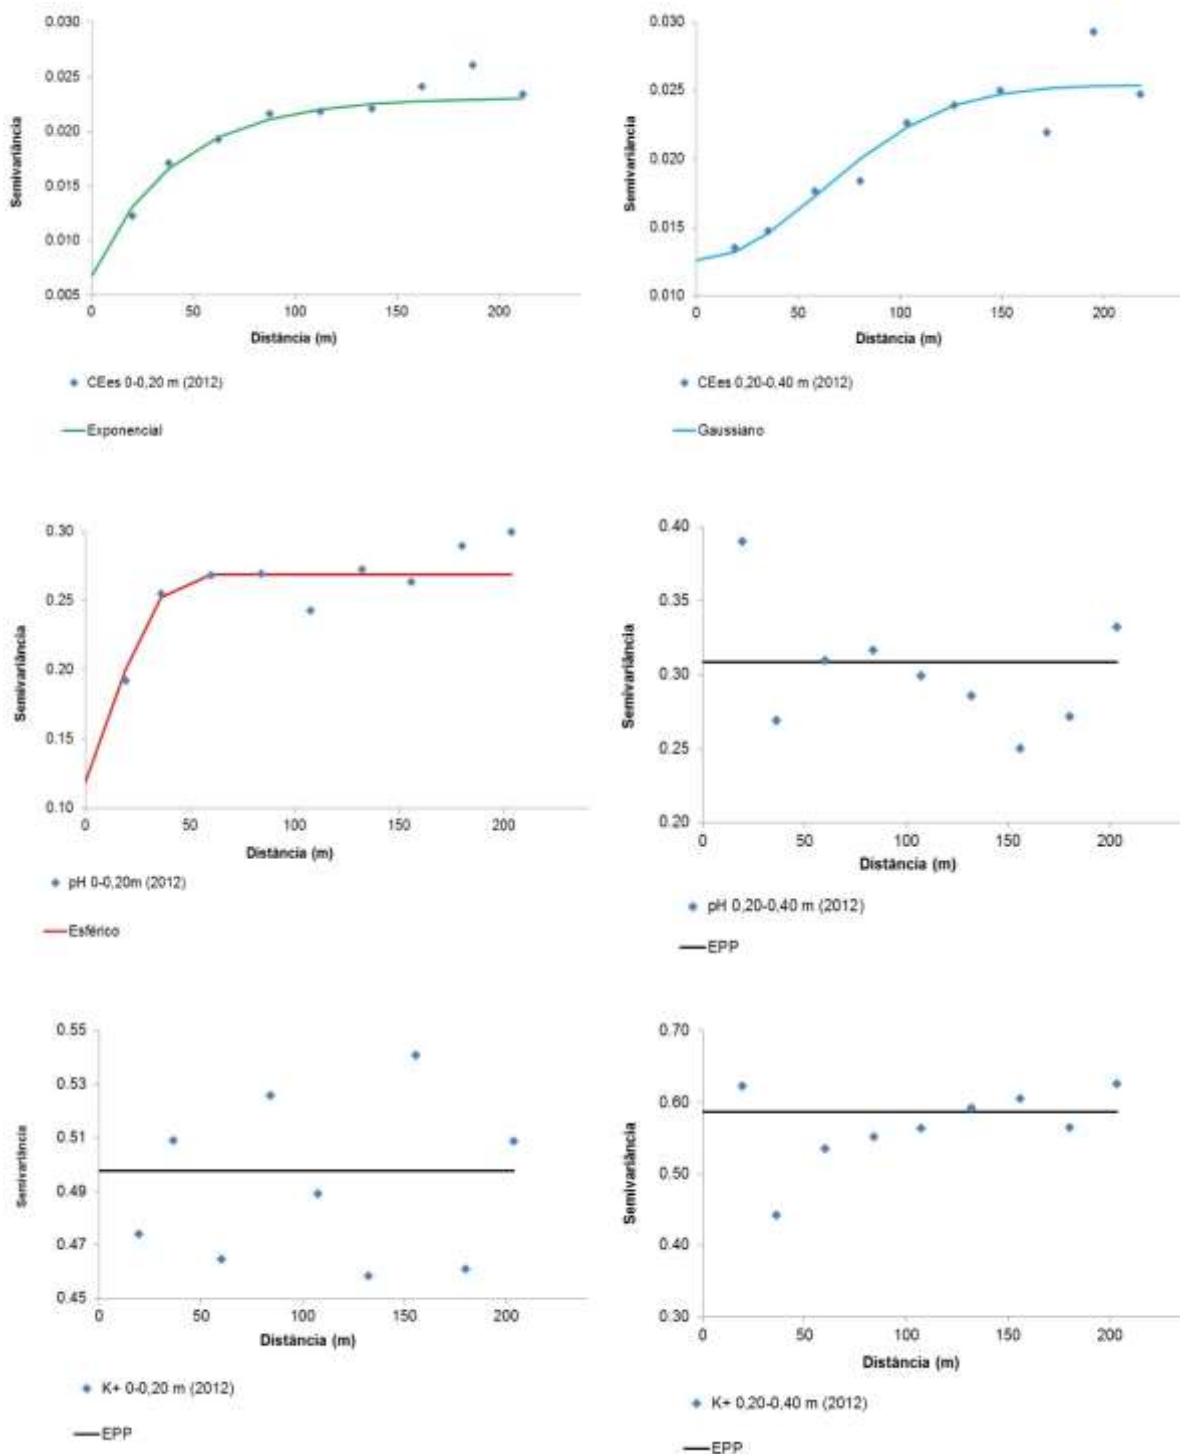 0.030
0.025
0.020
0.015
0.010
0.005
Semivariância
0 50 100 150 200
Distância (m)
CEes 0-0,20 m (2012)
Exponencial
0.030
0.025
0.020
0.015
0.010
Semivariância
0 50 100 150 200
Distância (m)
CEes 0,20-0,40 m (2012)
Gaussiano
0.30
0.25
0.20
0.15
0.10
Semivariância
0 50 100 150 200
Distância (m)
pH 0-0,20m (2012)
Esférico
0.40
0.35
0.30
0.25
0.20
Semivariância
0 50 100 150 200
Distância (m)
pH 0,20-0,40 m (2012)
EPP
0.55
0.53
0.51
0.49
0.47
0.45
Semivariância
0 50 100 150 200
Distância (m)
K+ 0-0,20 m (2012)
EPP
0.70
0.60
0.50
0.40
0.30
Semivariância
0 50 100 150 200
Distância (m)
K+ 0,20-0,40 m (2012)
EPP